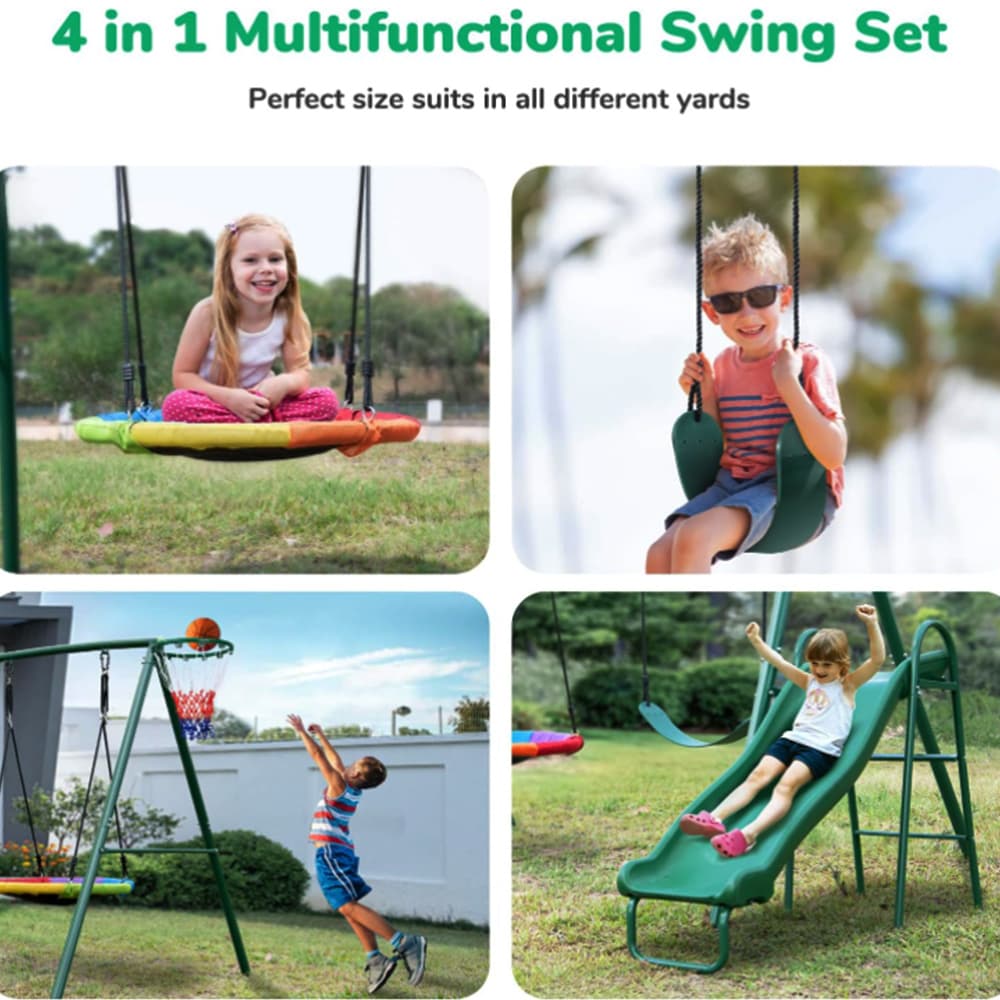 4 in 1 Multifunctional Swing Set
Perfect size suits in all different yards